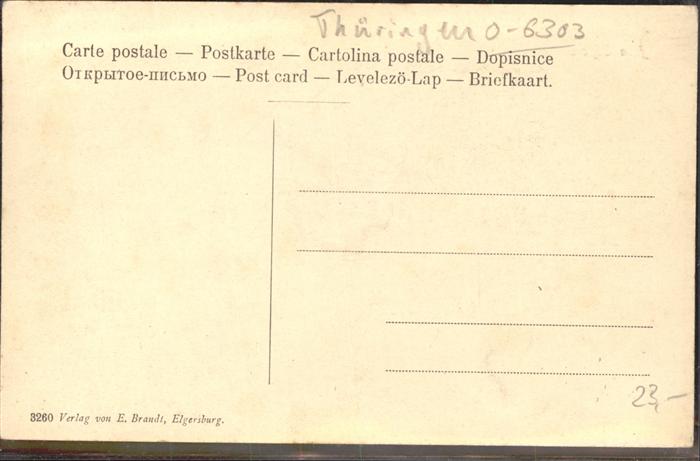 Thüringen O-6303
Carte postale — Postkarte — Cartolina postale — Dopisnice
Открытое-письмо — Post card — Levelezö-Lap — Briefkaart.
23,-
3260 Verlag von E. Brandt, Elgersburg.